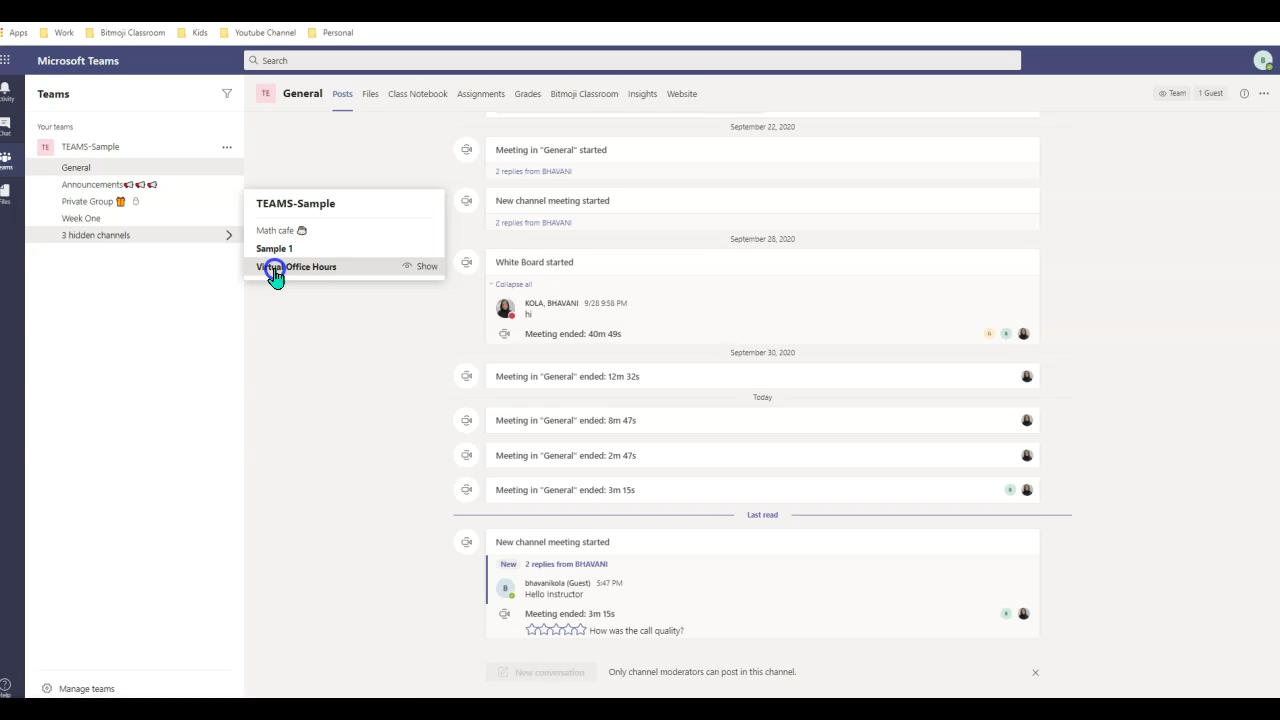 Apps Work Bitmoji Classroom Kids Youtube Channel Personal
Microsoft Teams
Search
B
Teams
TE General Posts Files Class Notebook Assignments Grades Bitmoji Classroom Insights Website
Team 1 Guest
Your teams
TE TEAMS-Sample
General
Announcements
Private Group
Week One
3 hidden channels
Chat
Files
Help
Manage teams
TEAMS-Sample
Math cafe
Sample 1
Virtual Office Hours Show
September 22, 2020
Meeting in "General" started
2 replies from BHAVANI
New channel meeting started
2 replies from BHAVANI
September 28, 2020
White Board started
Collapse all
KOLA, BHAVANI 9/28 9:58 PM
hi
Meeting ended: 40m 49s
September 30, 2020
Meeting in "General" ended: 12m 32s
Today
Meeting in "General" ended: 8m 47s
Meeting in "General" ended: 2m 47s
Meeting in "General" ended: 3m 15s
Last read
New channel meeting started
New 2 replies from BHAVANI
B bhavanikola (Guest) 5:47 PM
Hello Instructor
Meeting ended: 3m 15s
How was the call quality?
New conversation Only channel moderators can post in this channel.